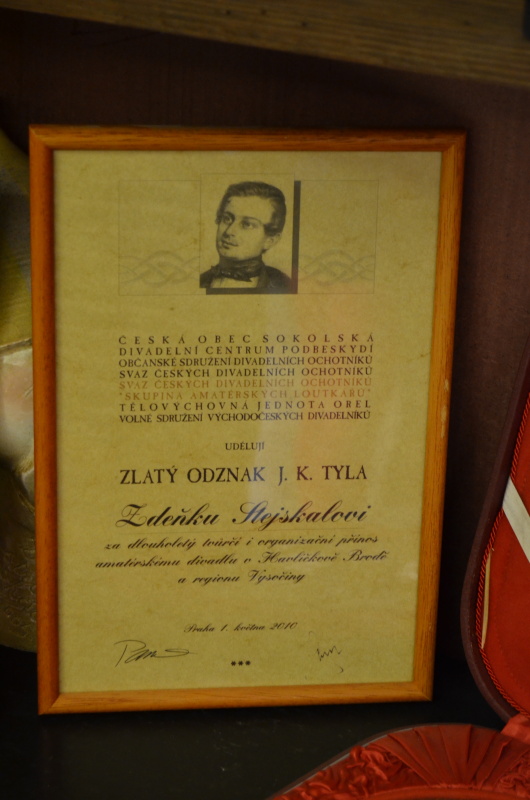 ČESKÁ OBEC SOKOLSKÁ
DIVADELNÍ CENTRUM PODBESKYDÍ
OBČANSKÉ SDRUŽENÍ DIVADELNÍCH OCHOTNÍKŮ
SVAZ ČESKÝCH DIVADELNÍCH OCHOTNÍKŮ
SVAZ ČESKÝCH DIVADELNÍCH OCHOTNÍKŮ
"SKUPINA AMATÉRSKÝCH LOUTKAŘŮ"
TĚLOVÝCHOVNÁ JEDNOTA OREL
VOLNÉ SDRUŽENÍ VÝCHODOČESKÝCH DIVADELNÍKŮ
UDĚLUJÍ
ZLATÝ ODZNAK J. K. TYLA
Zdeňku Stejskalovi
za dlouholetý tvůrčí i organizační přínos
amatérskému divadlu v Havlíčkově Brodě
a regionu Vysočiny
Praha 1. května 2010